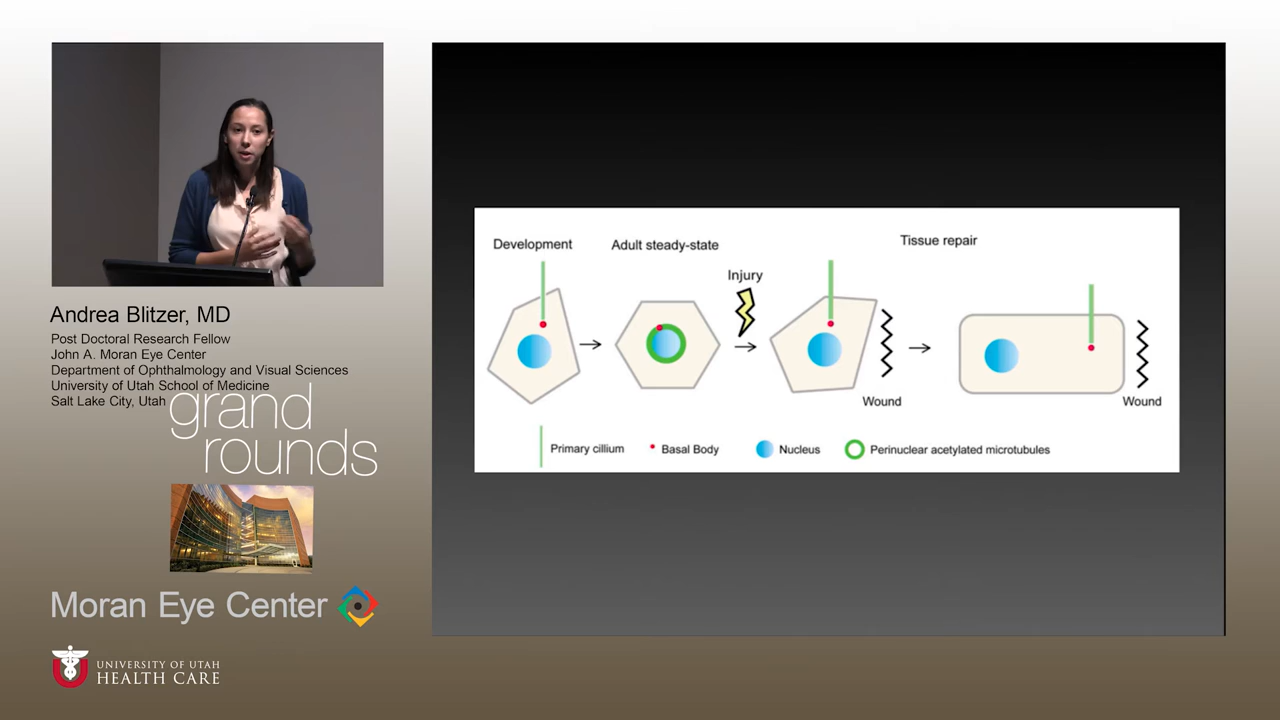 Andrea Blitzer, MD
Post Doctoral Research Fellow
John A. Moran Eye Center
Department of Ophthalmology and Visual Sciences
University of Utah School of Medicine
Salt Lake City, Utah
grand
rounds
Moran Eye Center
UNIVERSITY OF UTAH
HEALTH CARE
Development
Adult steady-state
Tissue repair
Injury
Wound
Wound
Primary cillium
Basal Body
Nucleus
Perinuclear acetylated microtubules